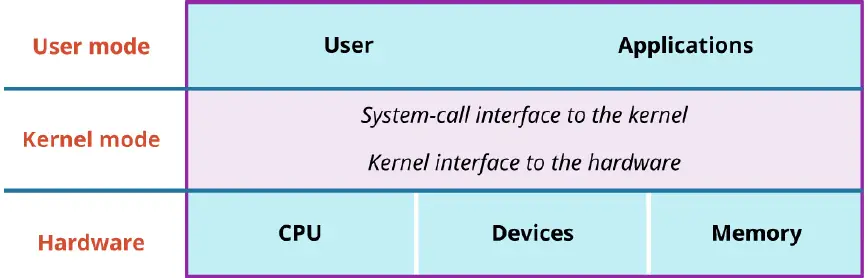 User mode
User Applications
Kernel mode
System-call interface to the kernel
Kernel interface to the hardware
Hardware
CPU Devices Memory